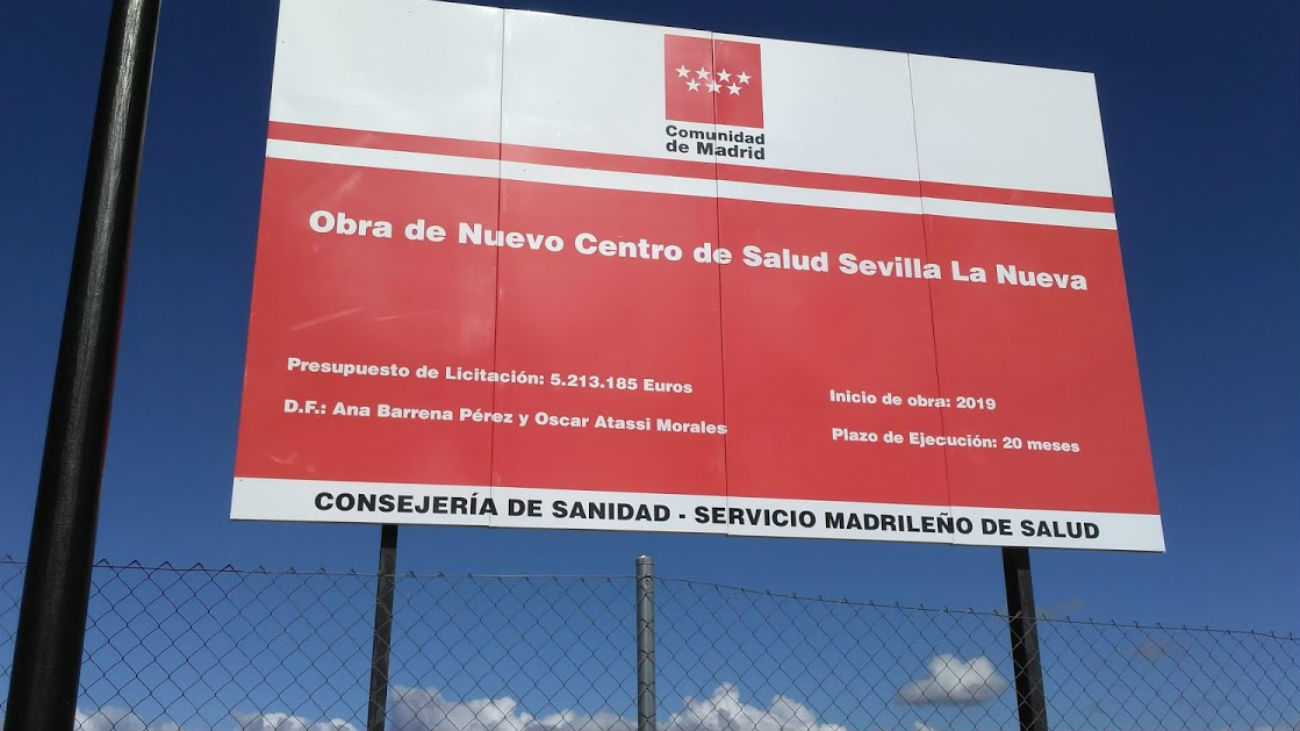 Comunidad
de Madrid
Obra de Nuevo Centro de Salud Sevilla La Nueva
Presupuesto de Licitación: 5.213.185 Euros
D.F.: Ana Barrena Pérez y Oscar Atassi Morales
Inicio de obra: 2019
Plazo de Ejecución: 20 meses
CONSEJERÍA DE SANIDAD - SERVICIO MADRILEÑO DE SALUD